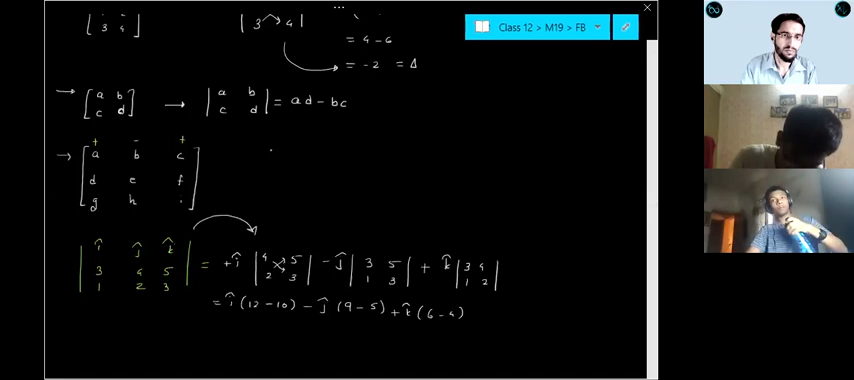 3 4 | 3 4 |
Class 12 > M19 > FB
= 4 - 6
= -2 = Δ
→ [ a b → | a b | = ad - bc
c d ] | c d |
+ - +
→ [ a b c ]
d e f
g h i
| î ĵ k̂ | = +î | 4 5 | - ĵ | 3 5 | + k̂ | 3 4 |
| 3 4 5 | | 2 3 | | 1 3 | | 1 2 |
| 1 2 3 |
= î (12 - 10) - ĵ (9 - 5) + k̂ (6 - 4)